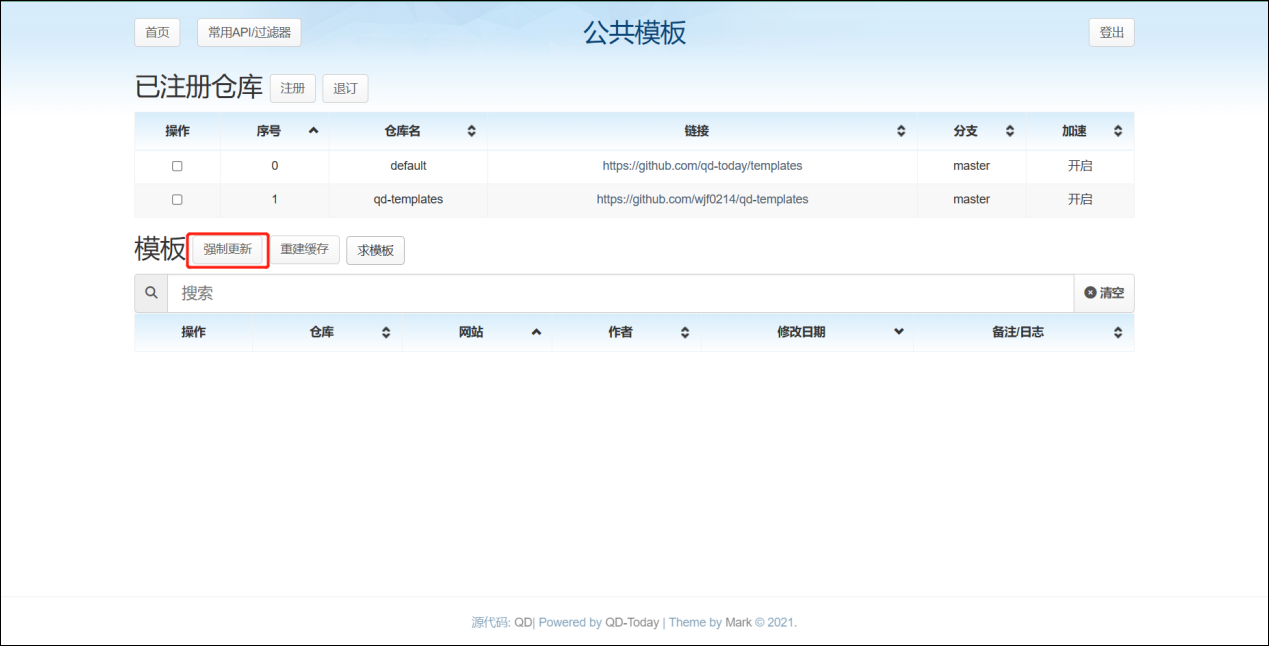 首页 常用API/过滤器 公共模板 登出
已注册仓库 注册 退订
操作 序号 仓库名 链接 分支 加速
0 default https://github.com/qd-today/templates master 开启
1 qd-templates https://github.com/wjf0214/qd-templates master 开启
模板 强制更新 重建缓存 求模板
搜索 清空
操作 仓库 网站 作者 修改日期 备注/日志
源代码: QD| Powered by QD-Today | Theme by Mark © 2021.